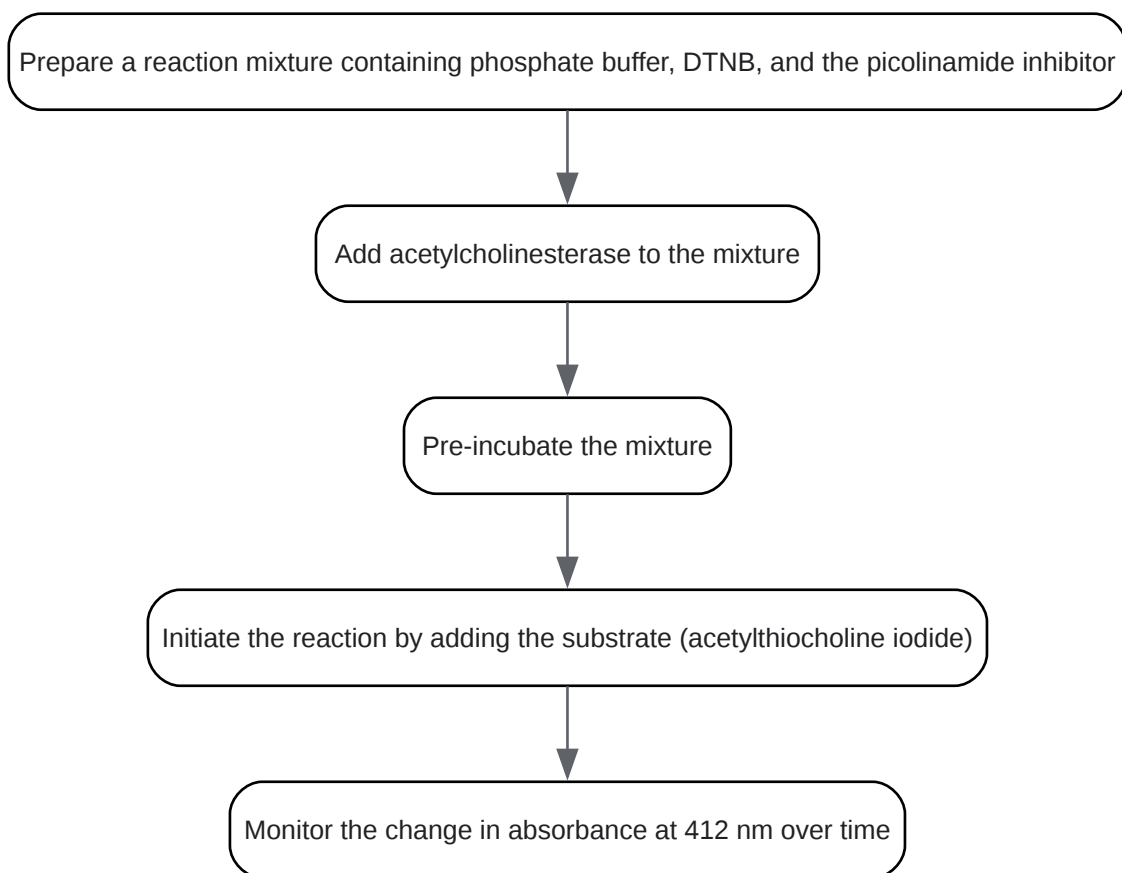 Prepare a reaction mixture containing phosphate buffer, DTNB, and the picolinamide inhibitor
Add acetylcholinesterase to the mixture
Pre-incubate the mixture
Initiate the reaction by adding the substrate (acetylthiocholine iodide)
Monitor the change in absorbance at 412 nm over time